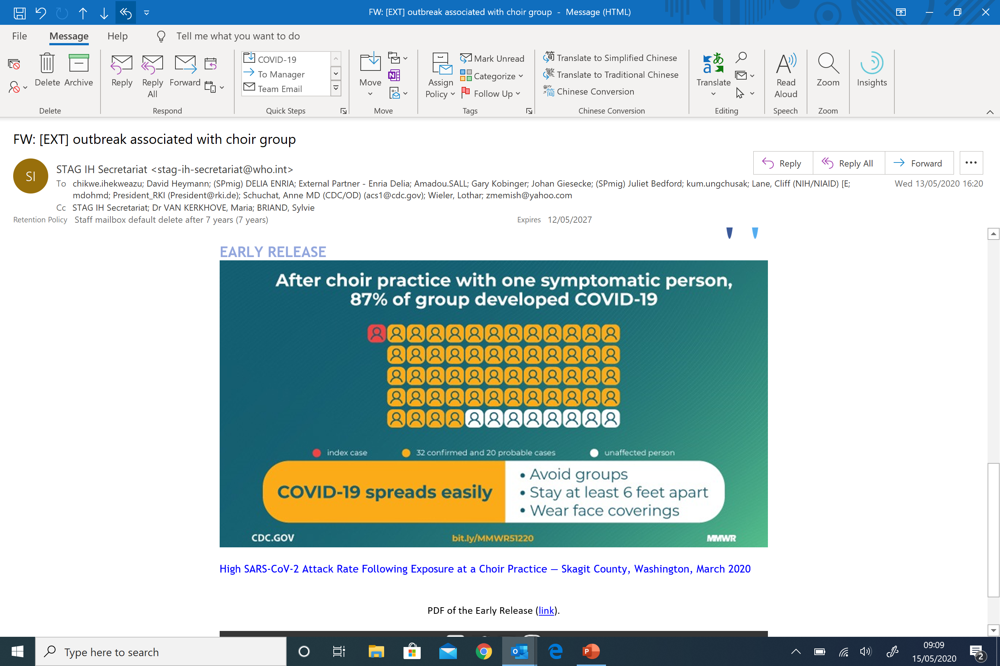 FW: [EXT] outbreak associated with choir group - Message (HTML)
File Message Help Tell me what you want to do
Delete
Archive
Reply
Reply All
Forward
COVID-19
To Manager
Team Email
Move
Assign Policy
Mark Unread
Categorize
Follow Up
Translate to Simplified Chinese
Translate to Traditional Chinese
Chinese Conversion
Translate
Read Aloud
Zoom
Insights
Delete Respond Quick Steps Move Tags Chinese Conversion Editing Speech Zoom
FW: [EXT] outbreak associated with choir group
Reply Reply All Forward
SI
STAG IH Secretariat <stag-ih-secretariat@who.int>
To chikwe.ihekweazu; David Heymann; (SPmig) DELIA ENRIA; External Partner - Enria Delia; Amadou.SALL; Gary Kobinger; Johan Giesecke; (SPmig) Juliet Bedford; kum.ungchusak; Lane, Cliff (NIH/NIAID) [E;
Wed 13/05/2020 16:20
mdohmd; President_RKI (President@rki.de); Schuchat, Anne MD (CDC/OD) (acs1@cdc.gov); Wieler, Lothar; zmemish@yahoo.com
Cc STAG IH Secretariat; Dr VAN KERKHOVE, Maria; BRIAND, Sylvie
Retention Policy Staff mailbox default delete after 7 years (7 years) Expires 12/05/2027
EARLY RELEASE
After choir practice with one symptomatic person,
87% of group developed COVID-19
index case 32 confirmed and 20 probable cases unaffected person
COVID-19 spreads easily
• Avoid groups
• Stay at least 6 feet apart
• Wear face coverings
CDC.GOV bit.ly/MMWR51220 MMWR
High SARS-CoV-2 Attack Rate Following Exposure at a Choir Practice — Skagit County, Washington, March 2020
PDF of the Early Release (link).
Type here to search
09:09
15/05/2020
2